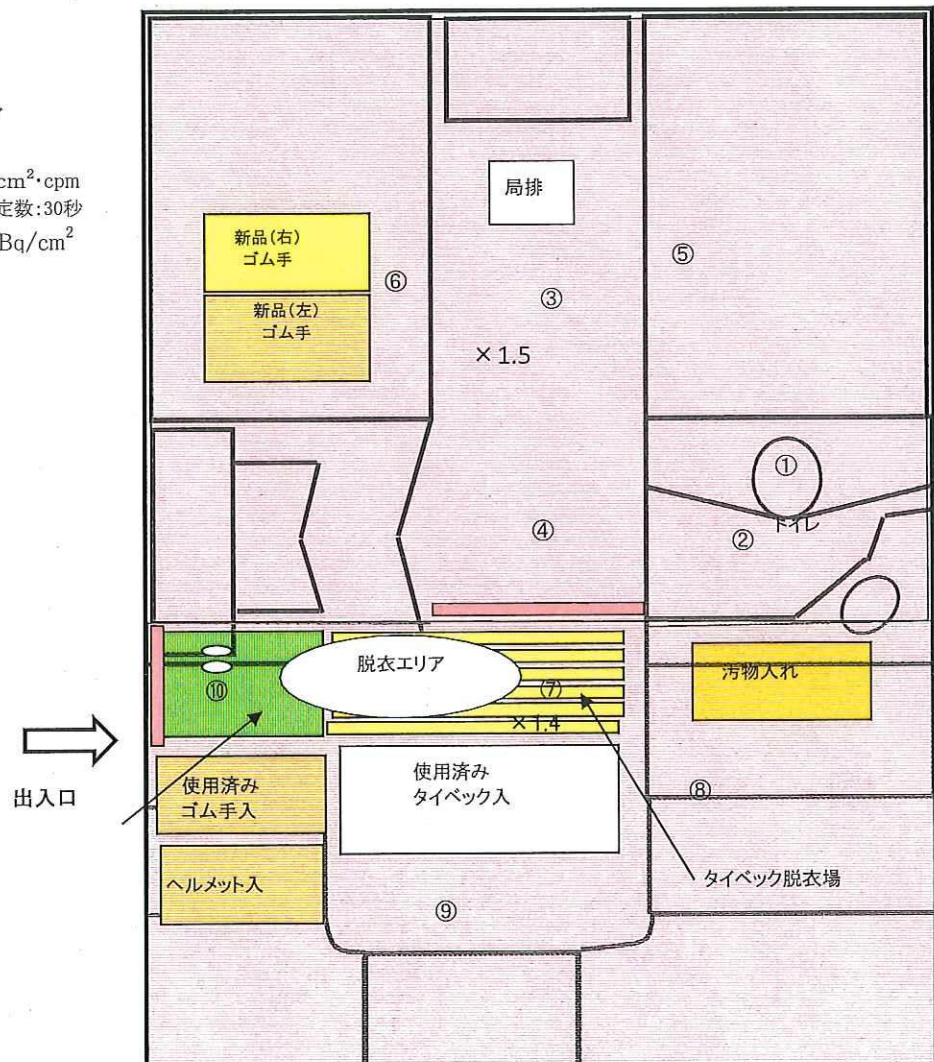 cm²・cpm
定数:30秒
Bq/cm²
局排
新品(右)
ゴム手
新品(左)
ゴム手
⑥
③
⑤
×1.5
①
トイレ
②
④
脱衣エリア
⑦
×1.4
⑩
汚物入れ
出入口
使用済み
ゴム手入
使用済み
タイベック入
⑧
ヘルメット入
タイベック脱衣場
⑨